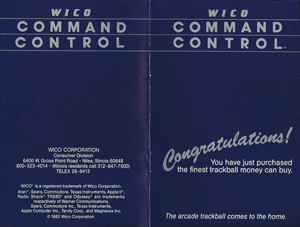 WICO
COMMAND
CONTROL
WICO CORPORATION
Consumer Division
6400 W. Gross Point Road • Niles, Illinois 60648
800-323-4014 • (Illinois residents call 312-647-7500)
TELEX 28-9413
WICO® is a registered trademark of Wico Corporation.
Atari™, Sears, Commodore, Texas Instruments, Apple II™,
Radio Shack® TRS80® and Odyssey² are trademarks
respectively of Warner Communications,
Sears, Commodore Inc., Texas Instruments,
Apple Computer Inc., Tandy Corp., and Magnavox Inc.
© 1982 Wico Corporation.
WICO
COMMAND
CONTROL™
Congratulations!
You have just purchased
the finest trackball money can buy.
The arcade trackball comes to the home.